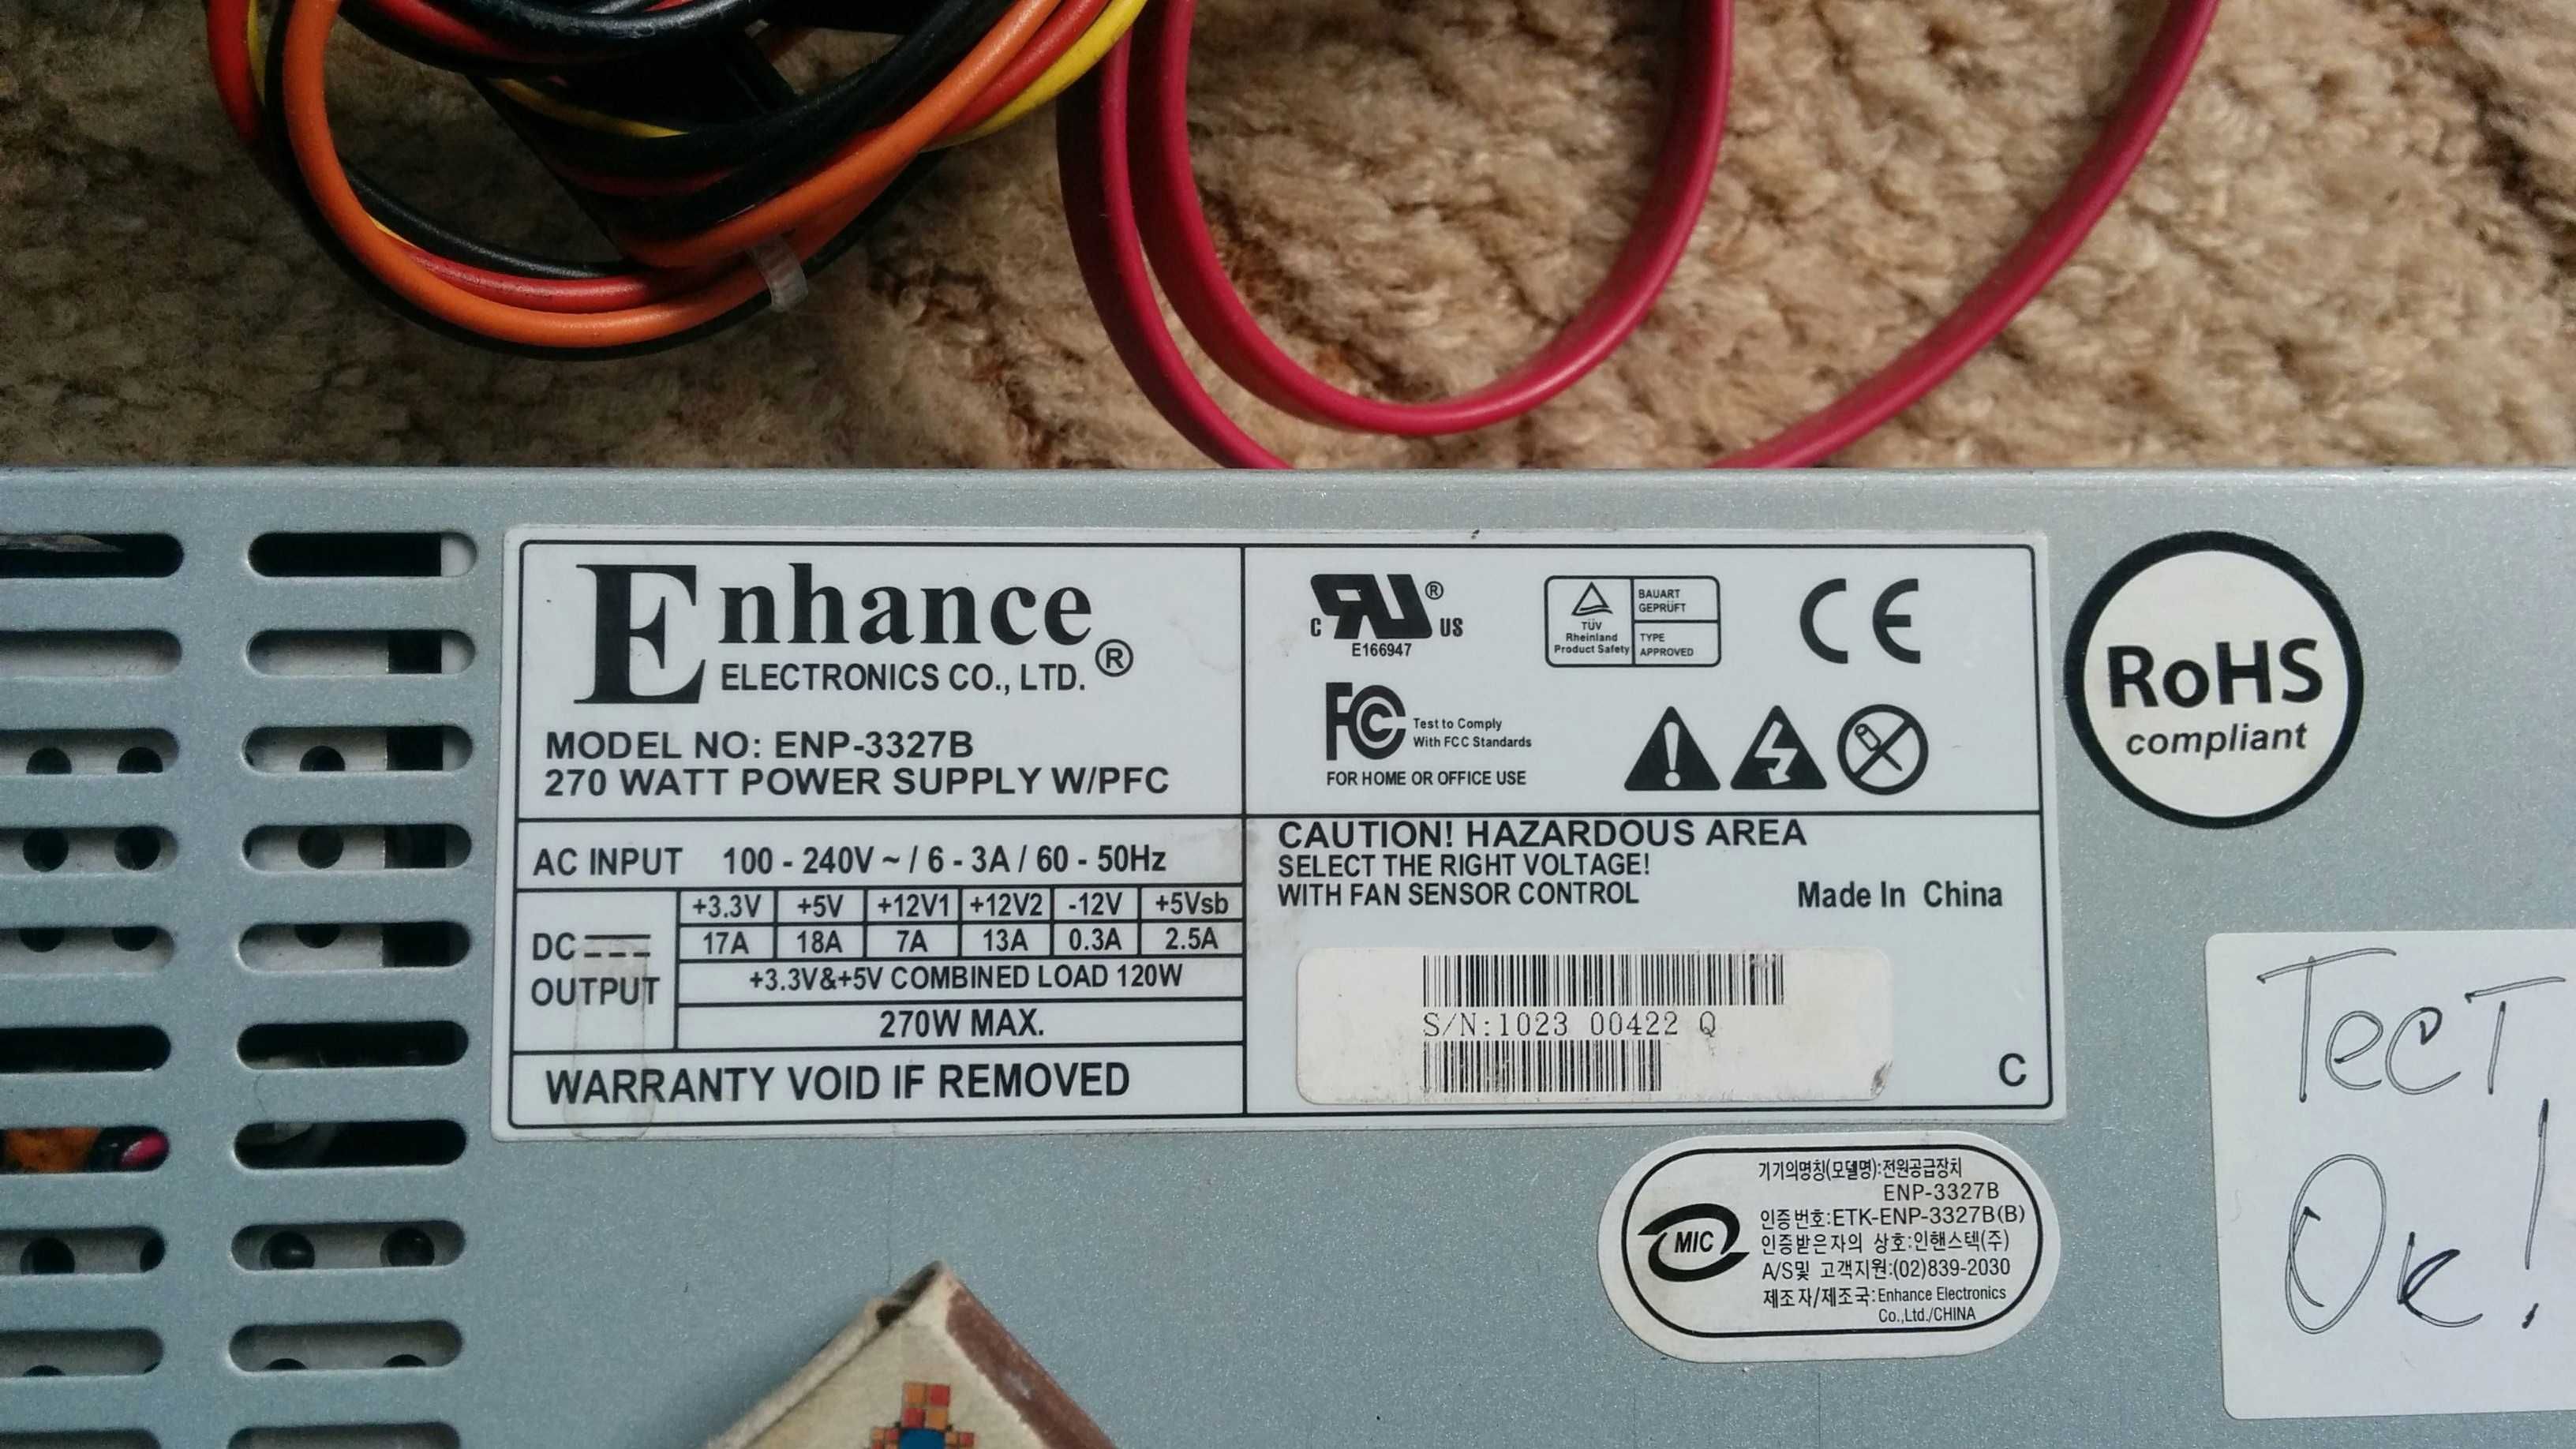 Enhance
ELECTRONICS CO., LTD. ®
MODEL NO: ENP-3327B
270 WATT POWER SUPPLY W/PFC
AC INPUT 100 - 240V ~ / 6 - 3A / 60 - 50Hz
DC OUTPUT
+3.3V +5V +12V1 +12V2 -12V +5Vsb
17A 18A 7A 13A 0.3A 2.5A
+3.3V&+5V COMBINED LOAD 120W
270W MAX.
WARRANTY VOID IF REMOVED
C RU ® US
E166947
TÜV
Rheinland
Product Safety
BAUART
GEPRÜFT
TYPE
APPROVED
CE
FC Test to Comply
With FCC Standards
FOR HOME OR OFFICE USE
CAUTION! HAZARDOUS AREA
SELECT THE RIGHT VOLTAGE!
WITH FAN SENSOR CONTROL Made In China
S/N:1023 00422 Q
C
RoHS
compliant
MIC
기기의명칭(모델명):전원공급장치
ENP-3327B
인증번호:ETK-ENP-3327B(B)
인증받은자의 상호:인핸스텍(주)
A/S및 고객지원:(02)839-2030
제조자/제조국:Enhance Electronics
Co.,Ltd./CHINA
Тест
Ок!